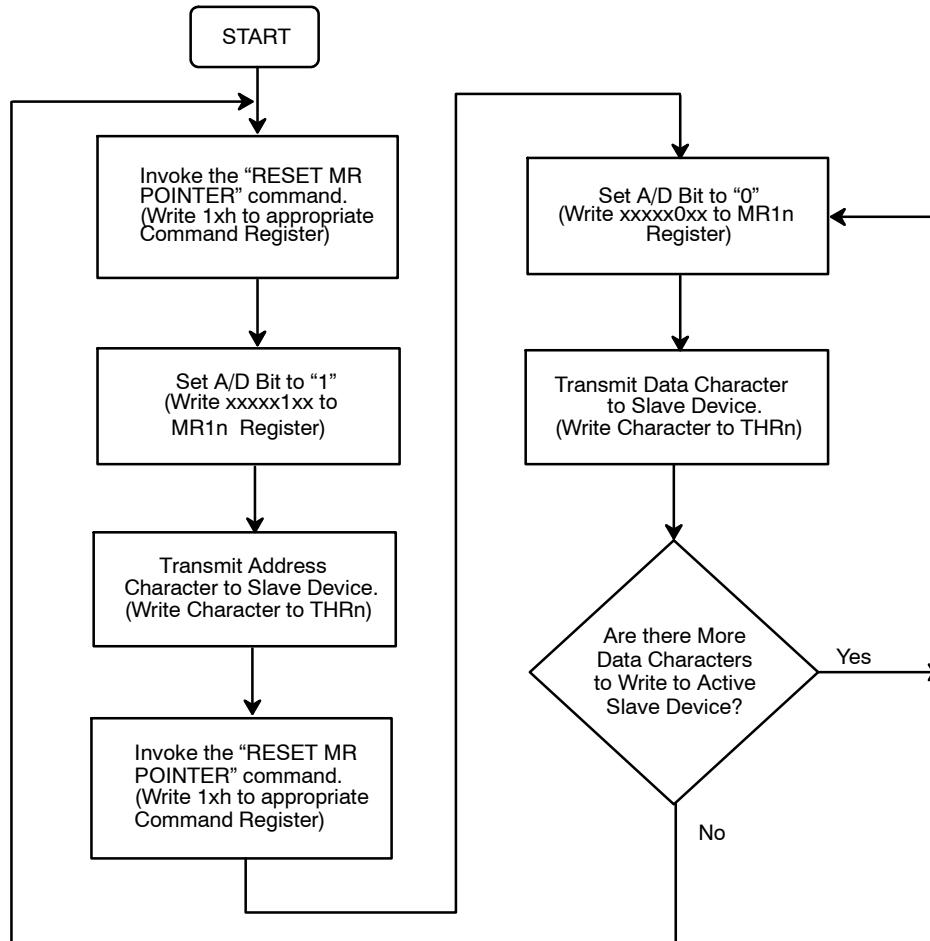 START
Invoke the “RESET MR
POINTER” command.
(Write 1xh to appropriate
Command Register)
Set A/D Bit to “1”
(Write xxxxx1xx to
MR1n Register)
Transmit Address
Character to Slave Device.
(Write Character to THRn)
Invoke the “RESET MR
POINTER” command.
(Write 1xh to appropriate
Command Register)
Set A/D Bit to “0”
(Write xxxxx0xx to MR1n
Register)
Transmit Data Character
to Slave Device.
(Write Character to THRn)
Are there More
Data Characters
to Write to Active
Slave Device?
Yes
No